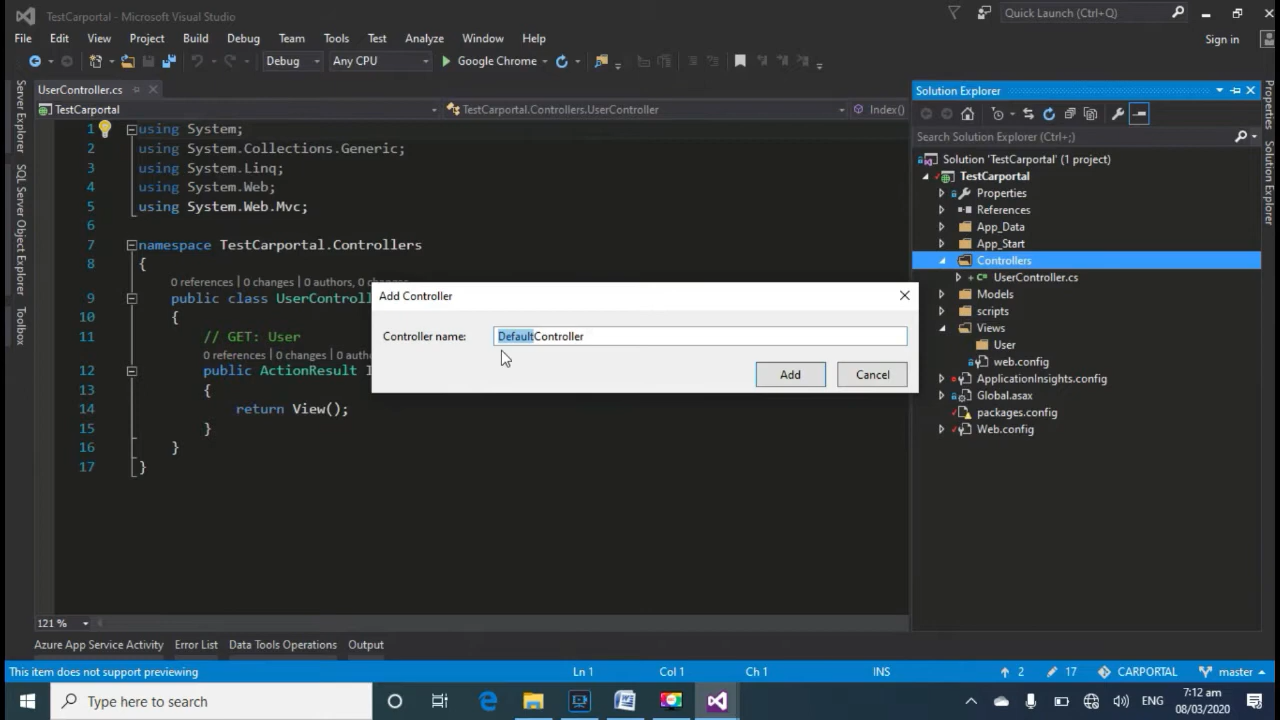 TestCarportal - Microsoft Visual Studio
Quick Launch (Ctrl+Q)
File Edit View Project Build Debug Team Tools Test Analyze Window Help
Sign in
Debug Any CPU Google Chrome
UserController.cs
TestCarportal TestCarportal.Controllers.UserController Index()
Server Explorer
SQL Server Object Explorer
Toolbox
1 using System;
2 using System.Collections.Generic;
3 using System.Linq;
4 using System.Web;
5 using System.Web.Mvc;
6
7 namespace TestCarportal.Controllers
8 {
0 references | 0 changes | 0 authors, 0 changes
9 public class UserControll
10 {
11 // GET: User
0 references | 0 changes | 0 auth
12 public ActionResult I
13 {
14 return View();
15 }
16 }
17 }
Add Controller
Controller name: DefaultController
Add Cancel
Solution Explorer
Search Solution Explorer (Ctrl+;)
Solution 'TestCarportal' (1 project)
TestCarportal
Properties
References
App_Data
App_Start
Controllers
UserController.cs
Models
scripts
Views
User
web.config
ApplicationInsights.config
Global.asax
packages.config
Web.config
Properties
Solution Explorer
121 %
Azure App Service Activity Error List Data Tools Operations Output
This item does not support previewing Ln 1 Col 1 Ch 1 INS 2 17 CARPORTAL master
Type here to search
ENG
7:12 am
08/03/2020